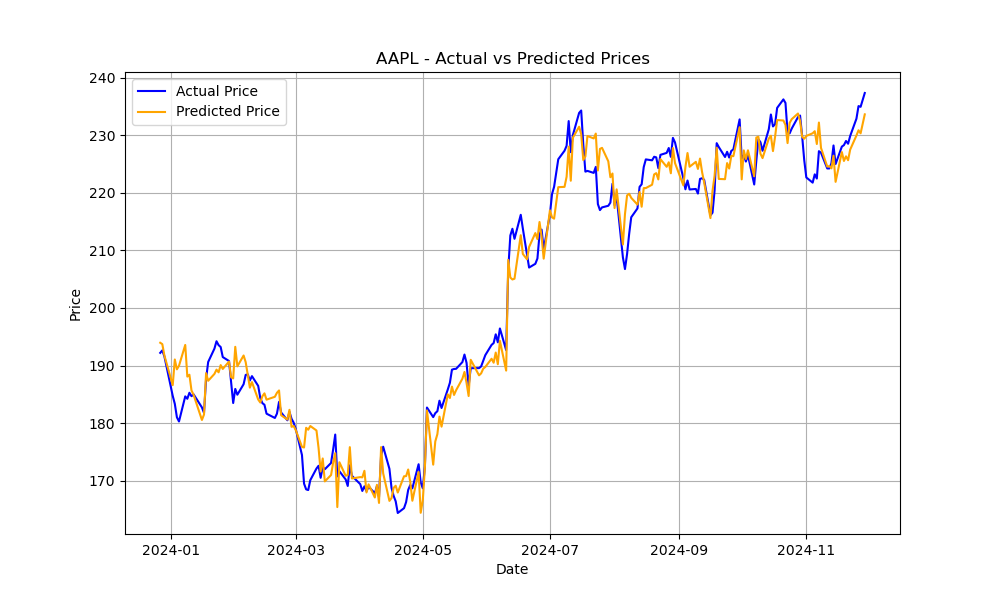 AAPL - Actual vs Predicted Prices
Actual Price
Predicted Price
240
230
220
210
200
190
180
170
Price
2024-01
2024-03
2024-05
2024-07
2024-09
2024-11
Date